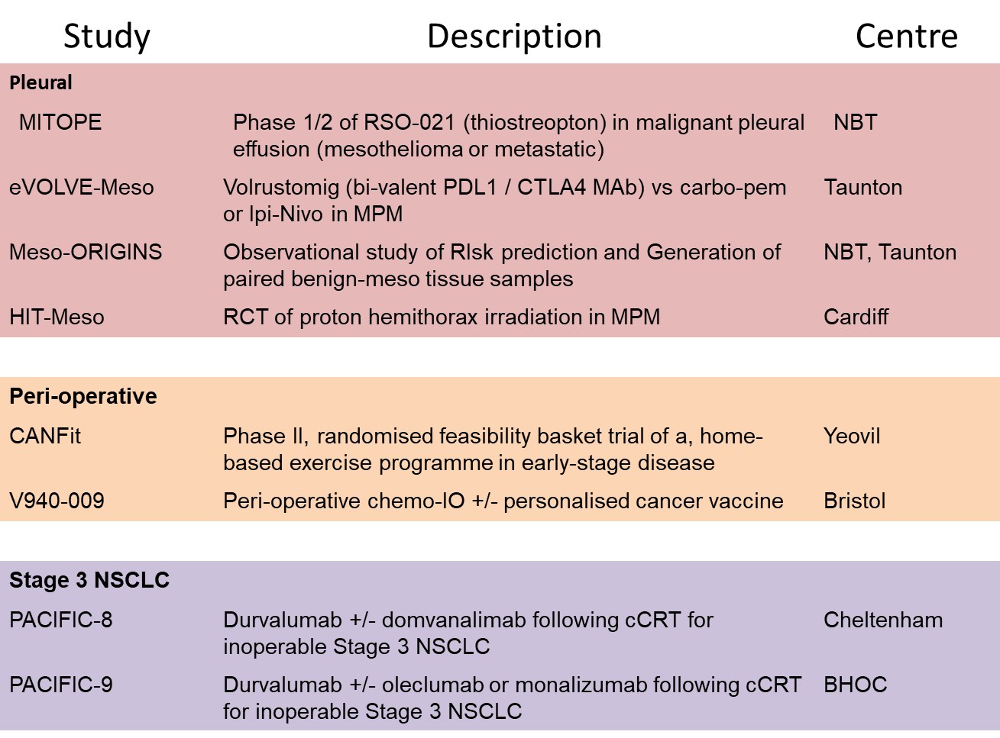 Study Description Centre
Pleural
MITOPE Phase 1/2 of RSO-021 (thiostreopton) in malignant pleural NBT
effusion (mesothelioma or metastatic)
eVOLVE-Meso Volrustomig (bi-valent PDL1 / CTLA4 MAb) vs carbo-pem Taunton
or Ipi-Nivo in MPM
Meso-ORIGINS Observational study of RIsk prediction and Generation of NBT, Taunton
paired benign-meso tissue samples
HIT-Meso RCT of proton hemithorax irradiation in MPM Cardiff
Peri-operative
CANFit Phase II, randomised feasibility basket trial of a, home- Yeovil
based exercise programme in early-stage disease
V940-009 Peri-operative chemo-IO +/- personalised cancer vaccine Bristol
Stage 3 NSCLC
PACIFIC-8 Durvalumab +/- domvanalimab following cCRT for Cheltenham
inoperable Stage 3 NSCLC
PACIFIC-9 Durvalumab +/- oleclumab or monalizumab following cCRT BHOC
for inoperable Stage 3 NSCLC